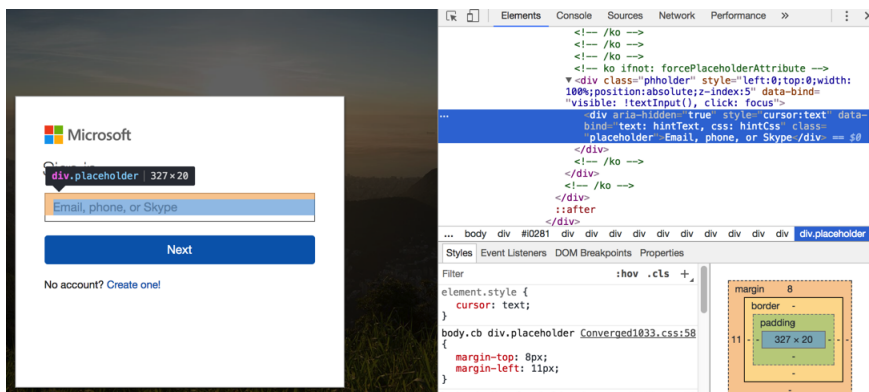 Microsoft
Sign in
div.placeholder | 327×20
Email, phone, or Skype
Next
No account? Create one!
Elements Console Sources Network Performance »
<!-- /ko -->
<!-- /ko -->
<!-- /ko -->
<!-- ko ifnot: forcePlaceholderAttribute -->
▼<div class="phholder" style="left:0;top:0;width:
100%;position:absolute;z-index:5" data-bind=
"visible: !textInput(), click: focus">
... <div aria-hidden="true" style="cursor:text" data-
bind="text: hintText, css: hintCss" class=
"placeholder">Email, phone, or Skype</div> == $0
</div>
<!-- /ko -->
</div>
<!-- /ko -->
</div>
::after
</div>
... body div #i0281 div div div div div div div div div div.placeholder
Styles Event Listeners DOM Breakpoints Properties
Filter :hov .cls +
element.style {
cursor: text;
}
body.cb div.placeholder Converged1033.css:58
{
margin-top: 8px;
margin-left: 11px;
}
margin 8
border -
padding -
11 - - 327 × 20 - -
-
-
-